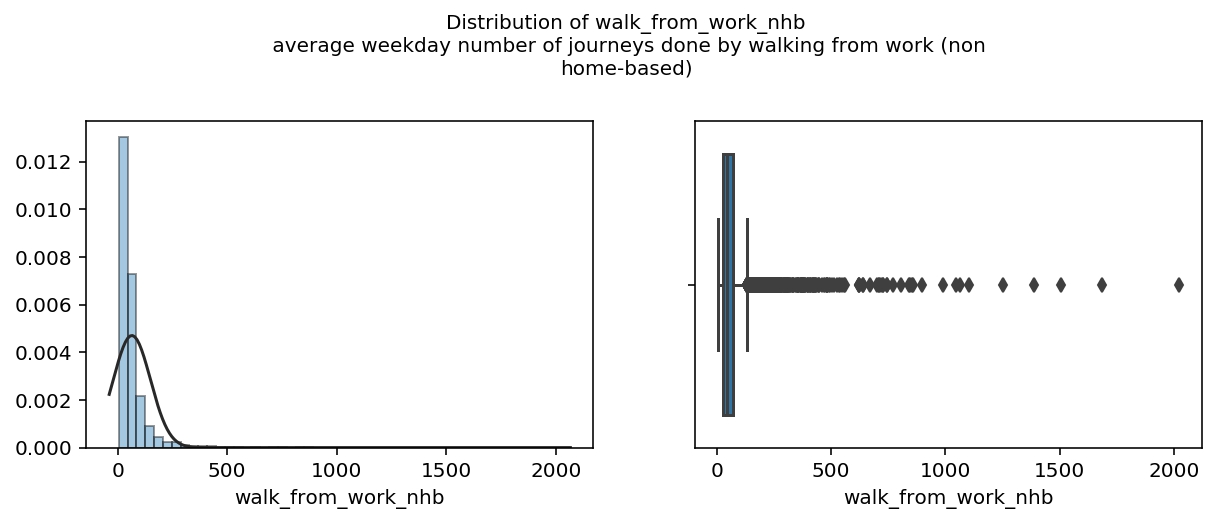 Distribution of walk_from_work_nhb
average weekday number of journeys done by walking from work (non
home-based)
0.012
0.010
0.008
0.006
0.004
0.002
0.000
0 500 1000 1500 2000
walk_from_work_nhb
0 500 1000 1500 2000
walk_from_work_nhb